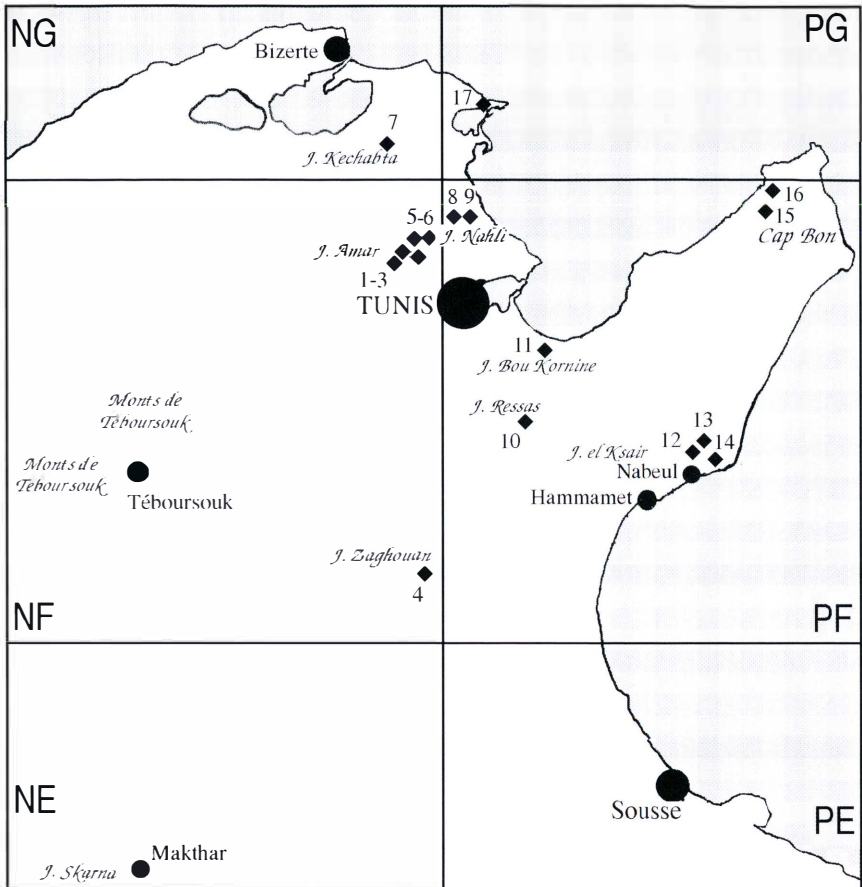 NG
PG
Bizerte
17
7
J. Kechabta
16
8 9
15
5-6
J. Nahli
Cap Bon
J. Amar
1-3
TUNIS
11
J. Bou Kornine
Monts de
Téboursouk
J. Ressas
10
13
12
14
J. el Ksair
Monts de
Téboursouk
Nabeul
Téboursouk
Hammamet
J. Zaghouan
4
NF
PF
NE
Sousse
PE
Makthar
J. Skarna